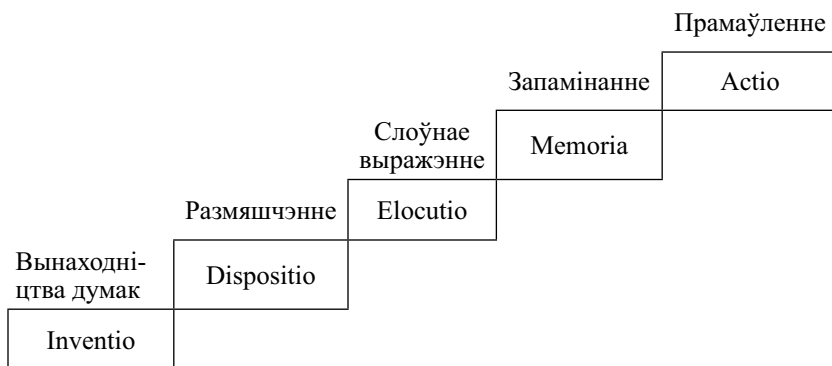 Прамаўленне
Actio
Запамінанне
Memoria
Слоўнае
выражэнне
Elocutio
Размяшчэнне
Dispositio
Вынаходні-
цтва думак
Inventio